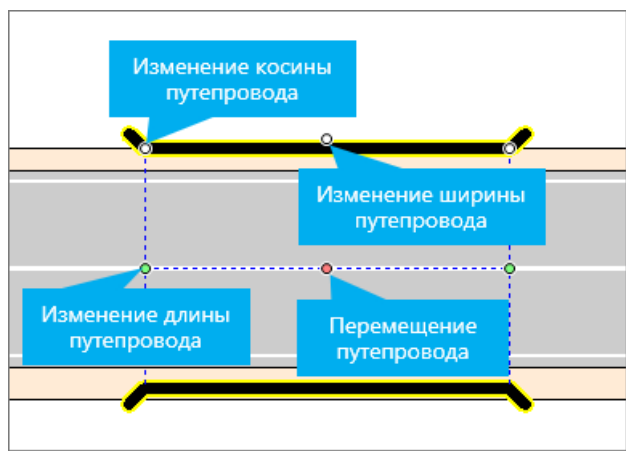 Изменение косины
путепровода
Изменение ширины
путепровода
Изменение длины
путепровода
Перемещение
путепровода